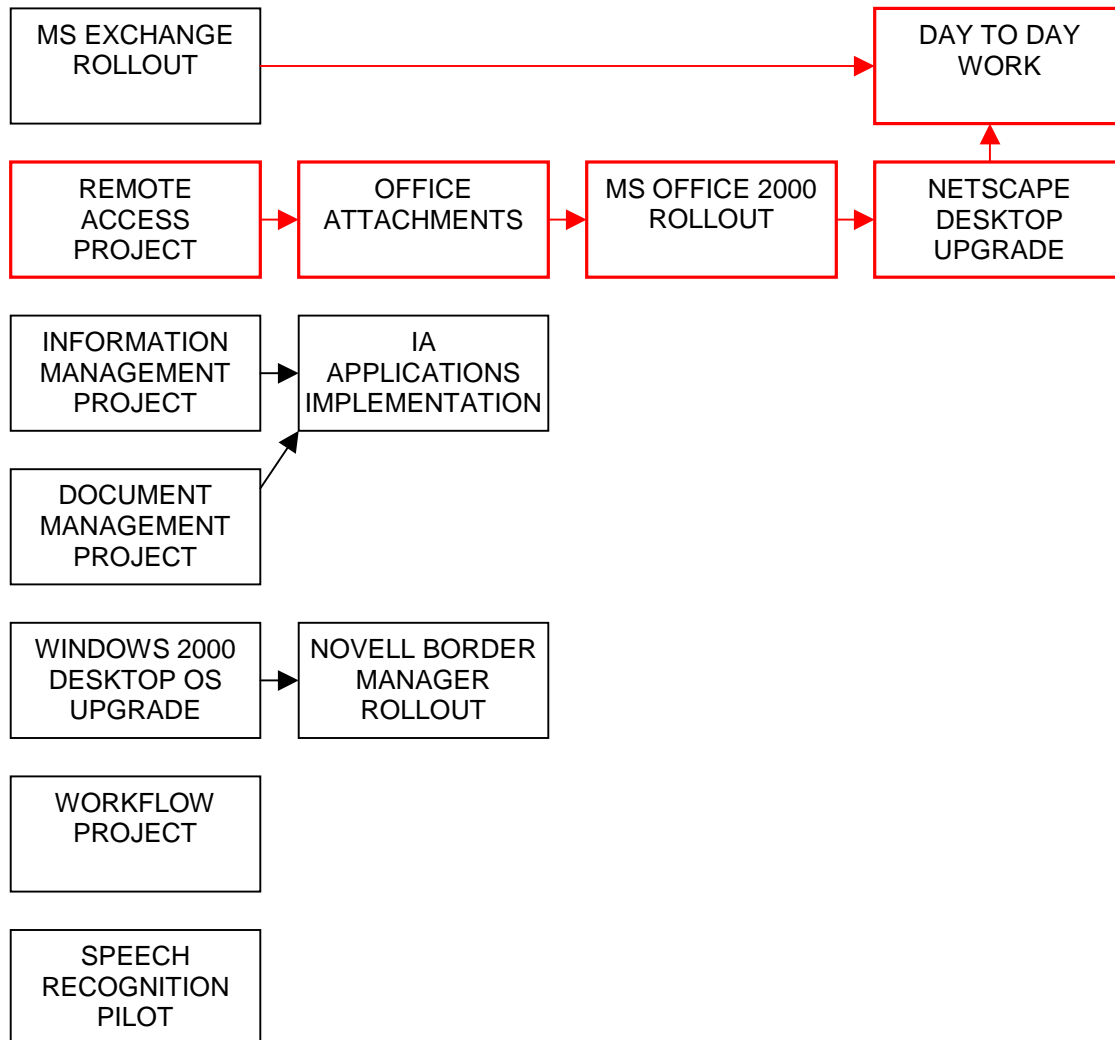 MS EXCHANGE
ROLLOUT
DAY TO DAY
WORK
REMOTE
ACCESS
PROJECT
OFFICE
ATTACHMENTS
MS OFFICE 2000
ROLLOUT
NETSCAPE
DESKTOP
UPGRADE
INFORMATION
MANAGEMENT
PROJECT
IA
APPLICATIONS
IMPLEMENTATION
DOCUMENT
MANAGEMENT
PROJECT
WINDOWS 2000
DESKTOP OS
UPGRADE
NOVELL BORDER
MANAGER
ROLLOUT
WORKFLOW
PROJECT
SPEECH
RECOGNITION
PILOT